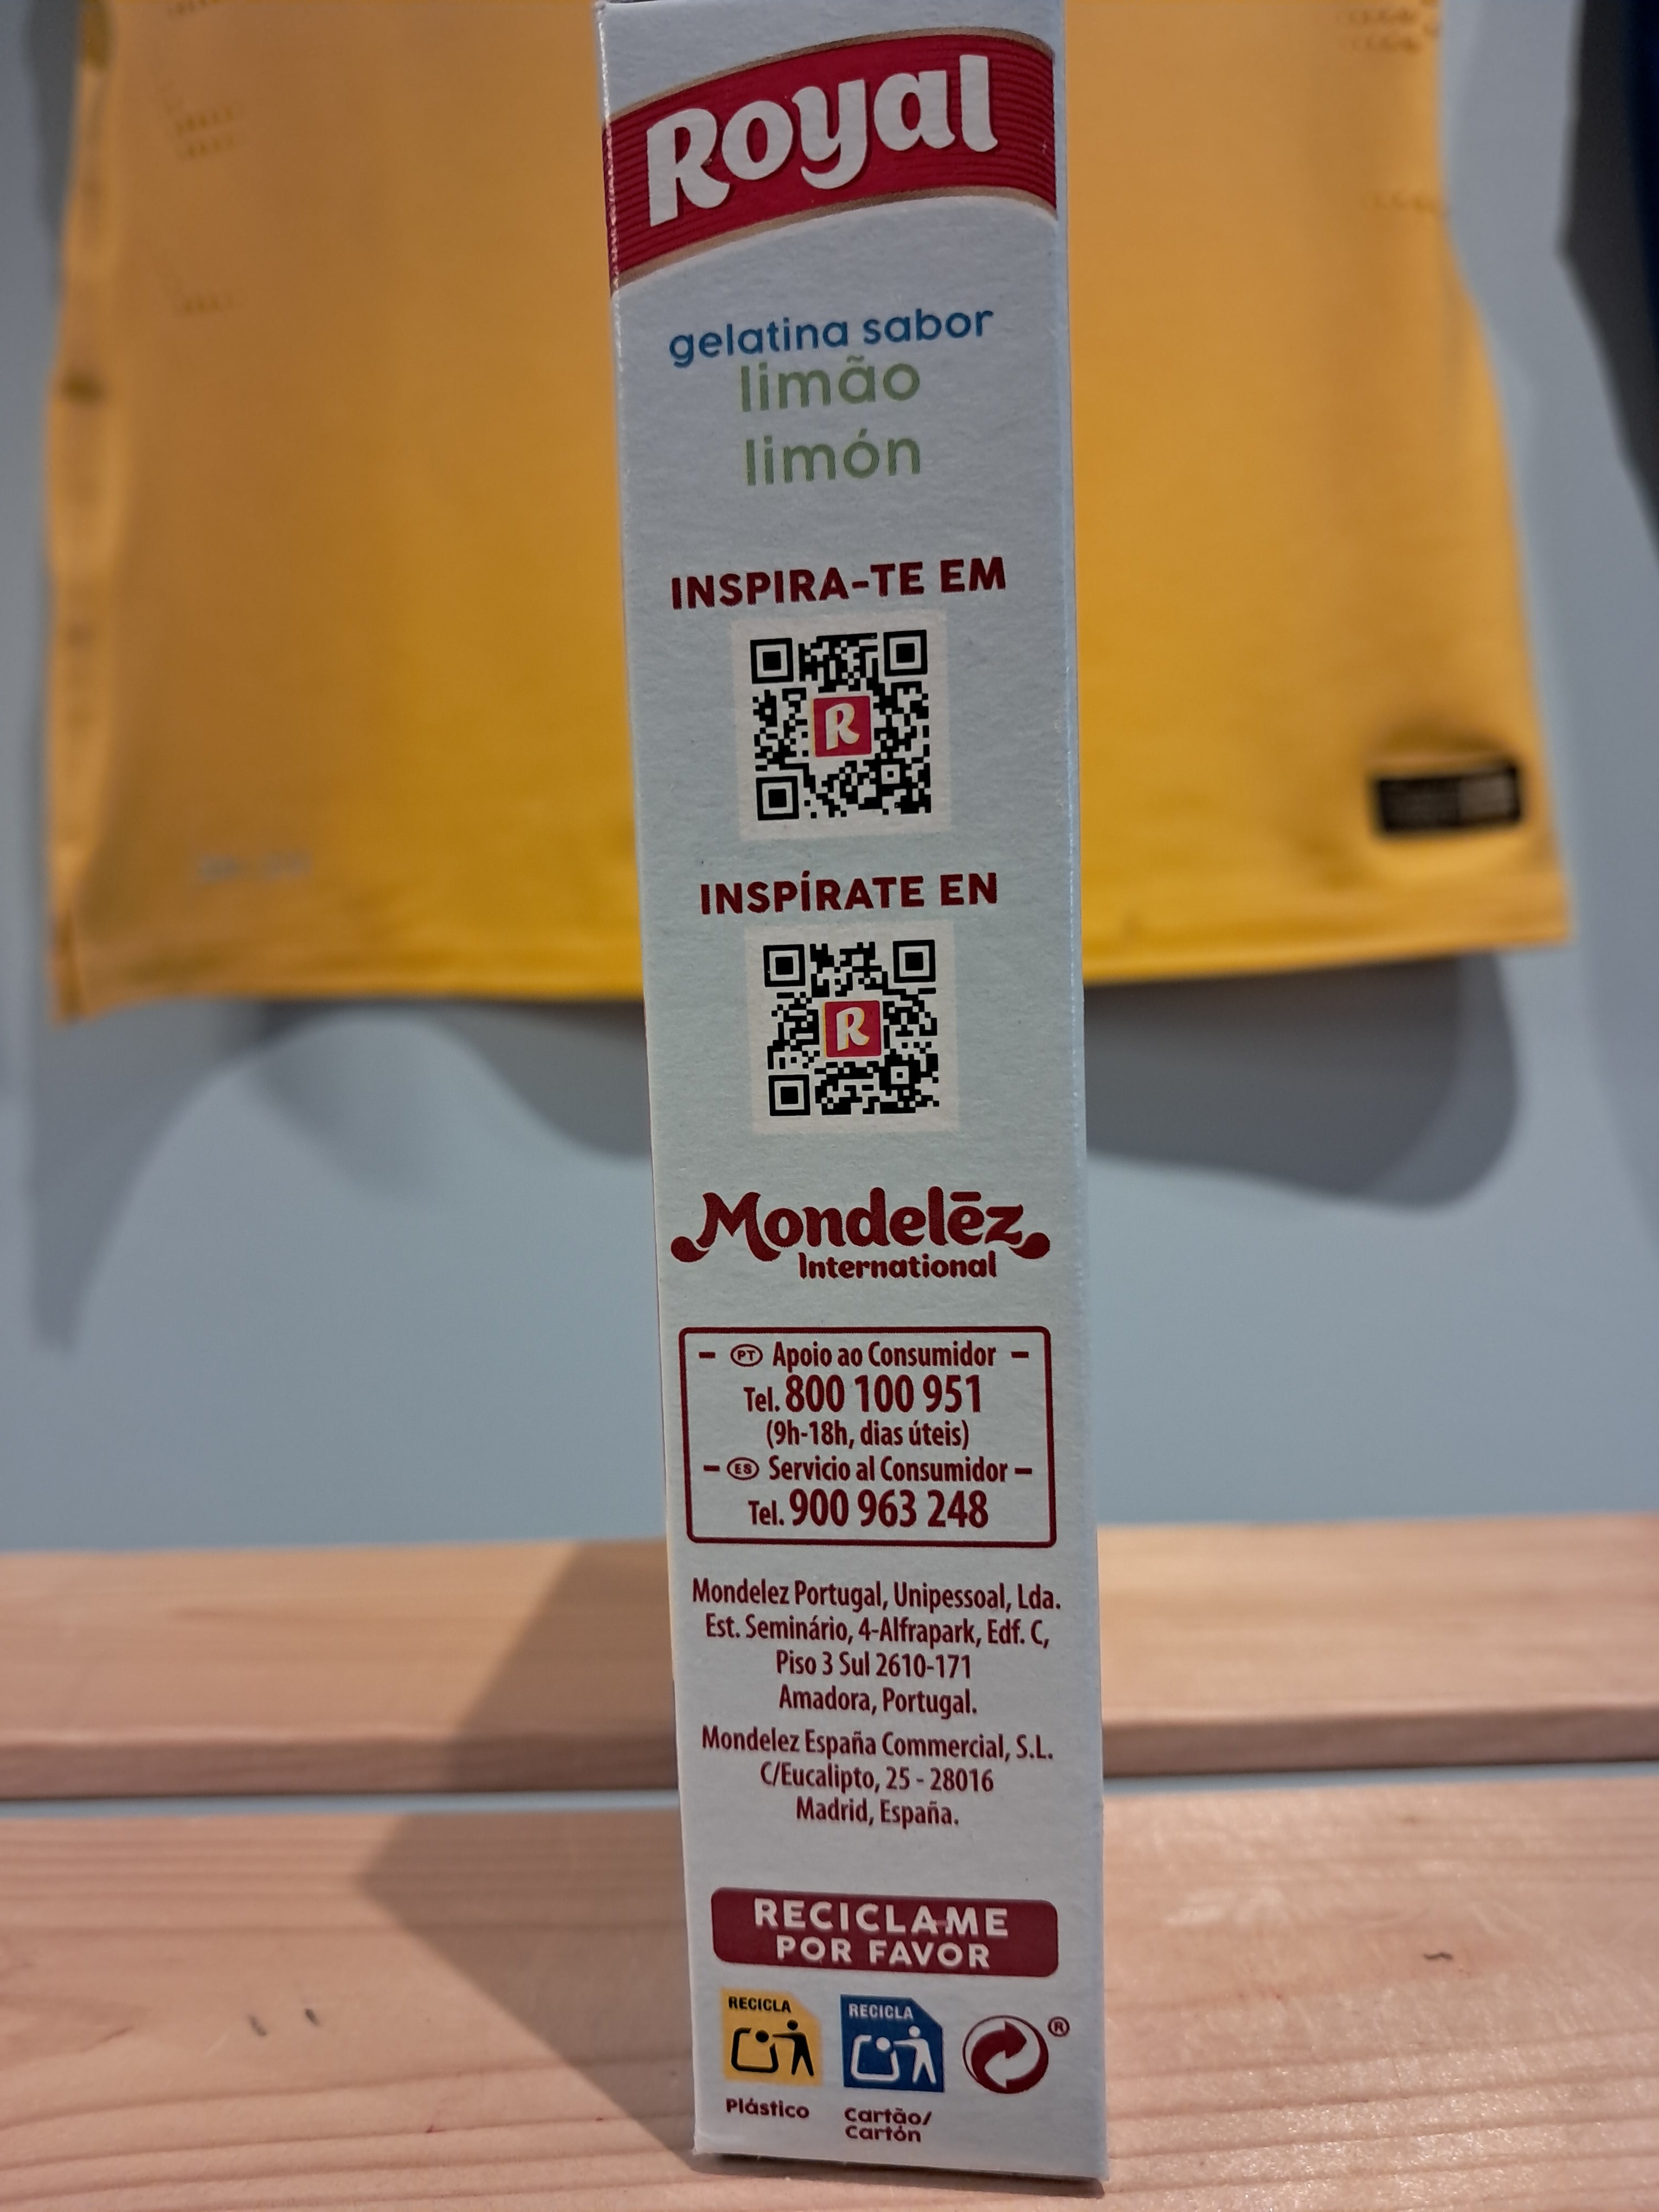 Royal
gelatina sabor
limão
limón
INSPIRA-TE EM
R
INSPÍRATE EN
R
Mondelēz
International
PT Apoio ao Consumidor
Tel. 800 100 951
(9h-18h, dias úteis)
ES Servicio al Consumidor
Tel. 900 963 248
Mondelez Portugal, Unipessoal, Lda.
Est. Seminário, 4-Alfrapark, Edf. C,
Piso 3 Sul 2610-171
Amadora, Portugal.
Mondelez España Commercial, S.L.
C/Eucalipto, 25 - 28016
Madrid, España.
RECICLAME
POR FAVOR
RECICLA
RECICLA
®
Plástico
Cartão/
Cartón